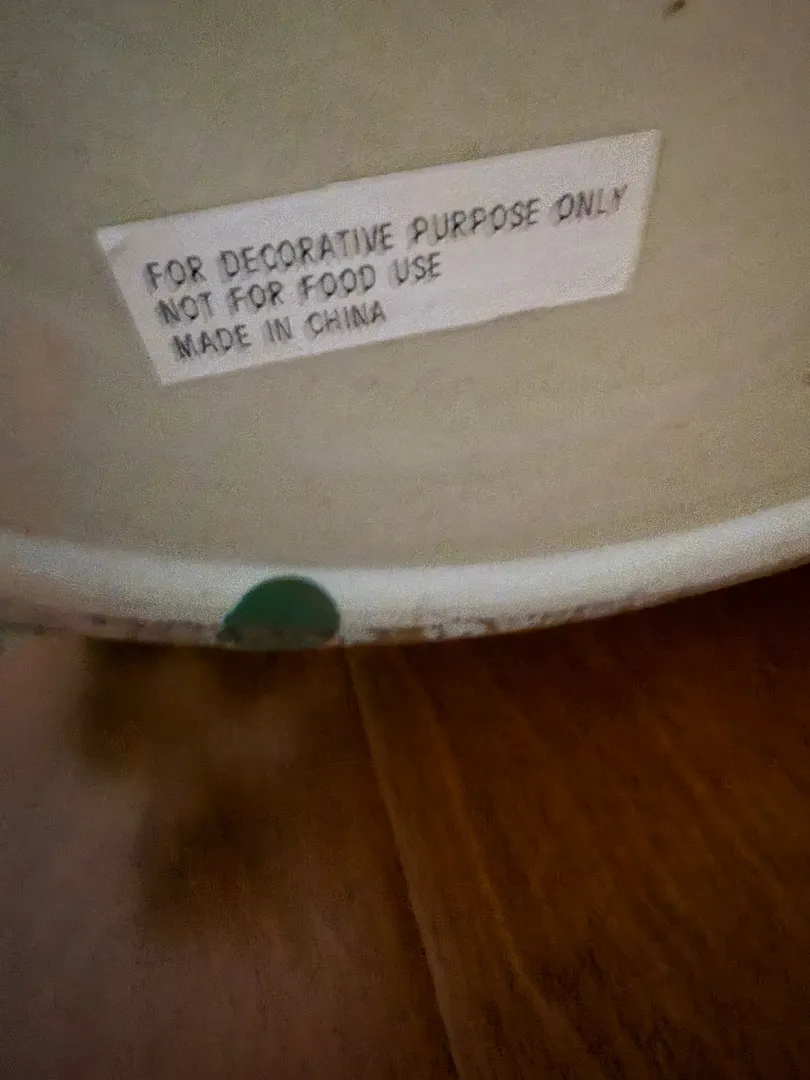 FOR DECORATIVE PURPOSE ONLY
NOT FOR FOOD USE
MADE IN CHINA